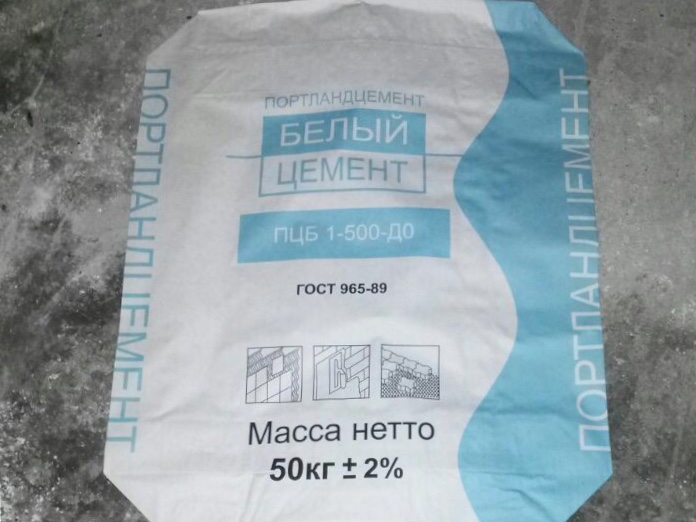 ПОРТЛАНДЦЕМЕНТ
БЕЛЫЙ
ЦЕМЕНТ
ПЦБ 1-500-Д0
ГОСТ 965-89
Масса нетто
50кг ± 2%
ПОРТЛАНДЦЕМЕНТ
ПОРТЛАНДЦЕМЕНТ